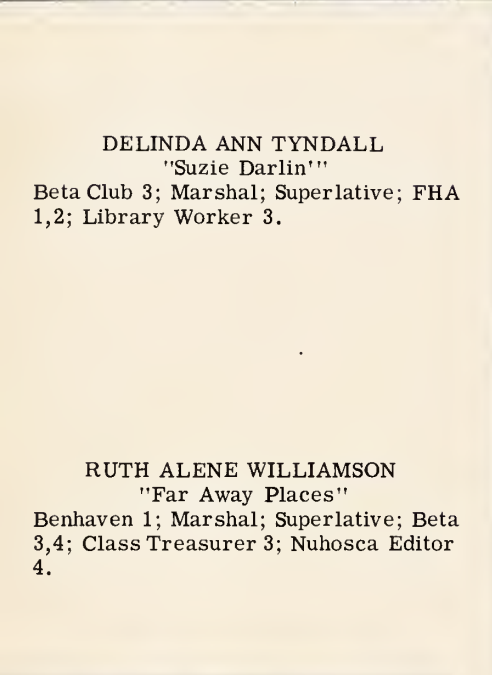 DELINDA ANN TYNDALL
"Suzie Darlin'"
Beta Club 3; Marshal; Superlative; FHA
1,2; Library Worker 3.
RUTH ALENE WILLIAMSON
"Far Away Places"
Benhaven 1; Marshal; Superlative; Beta
3,4; Class Treasurer 3; Nuhosca Editor
4.